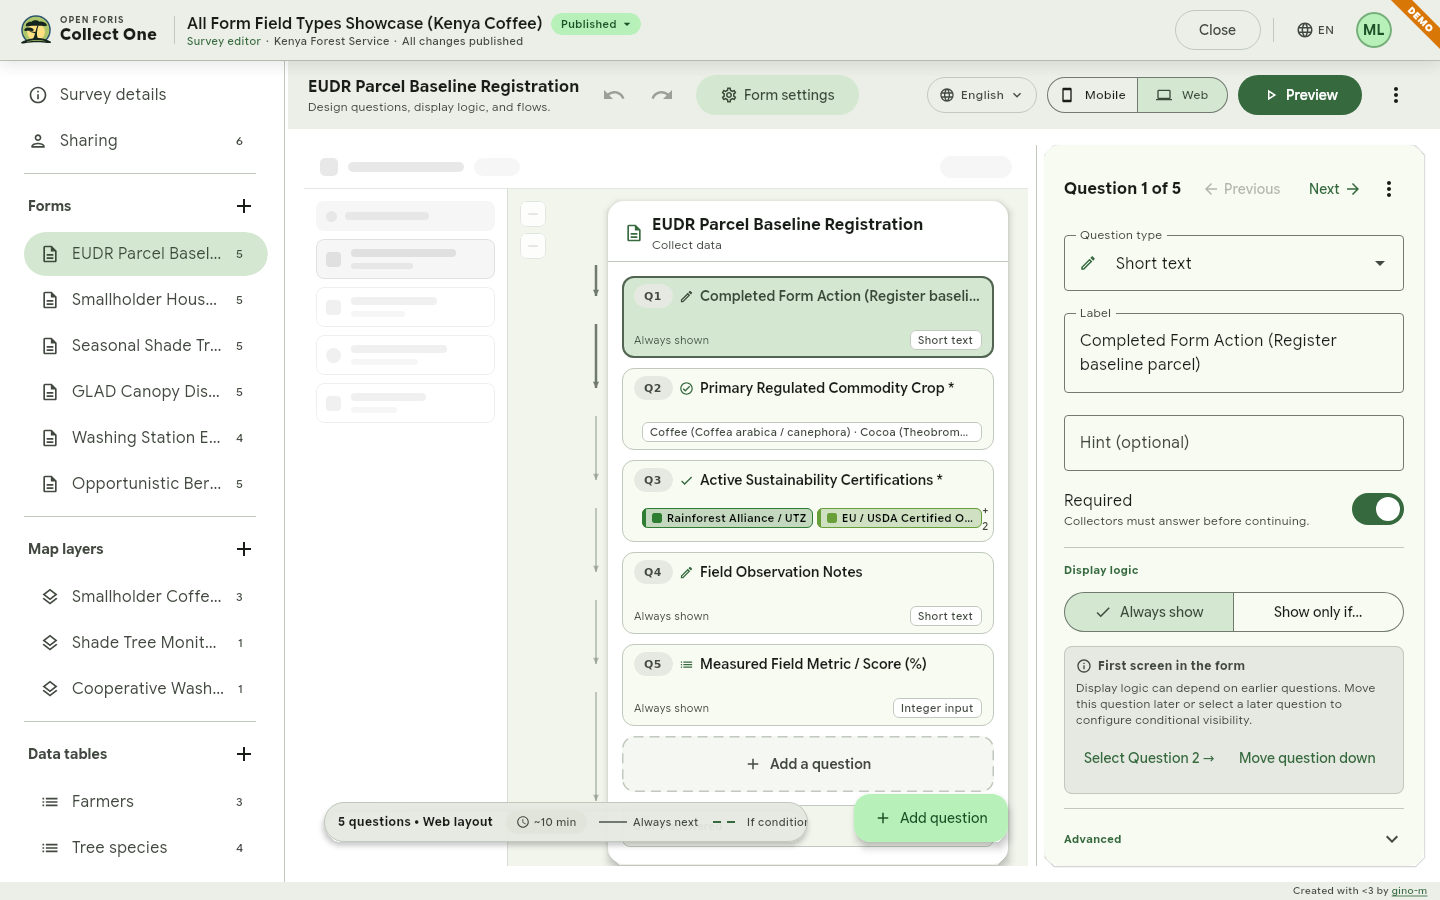 OPEN FORIS
Collect One
All Form Field Types Showcase (Kenya Coffee)
Published
Survey editor · Kenya Forest Service · All changes published
Close
EN
ML
DEMO
Survey details
Sharing 6
Forms
EUDR Parcel Basel... 5
Smallholder Hous... 5
Seasonal Shade Tr... 5
GLAD Canopy Dis... 5
Washing Station E... 4
Opportunistic Ber... 5
Map layers
Smallholder Coffe... 3
Shade Tree Monit... 1
Cooperative Wash... 1
Data tables
Farmers 3
Tree species 4
EUDR Parcel Baseline Registration
Design questions, display logic, and flows.
Form settings
English
Mobile
Web
Preview
EUDR Parcel Baseline Registration
Collect data
Q1 Completed Form Action (Register baseli...
Always shown Short text
Q2 Primary Regulated Commodity Crop *
Coffee (Coffea arabica / canephora) · Cocoa (Theobrom...
Q3 Active Sustainability Certifications *
Rainforest Alliance / UTZ EU / USDA Certified O... + 2
Q4 Field Observation Notes
Always shown Short text
Q5 Measured Field Metric / Score (%)
Always shown Integer input
Add a question
5 questions • Web layout ~10 min Always next If condition
Add question
Question 1 of 5 Previous Next
Question type
Short text
Label
Completed Form Action (Register
baseline parcel)
Hint (optional)
Required
Collectors must answer before continuing.
Display logic
Always show Show only if...
First screen in the form
Display logic can depend on earlier questions. Move
this question later or select a later question to
configure conditional visibility.
Select Question 2 → Move question down
Advanced
Created with <3 by gino-m